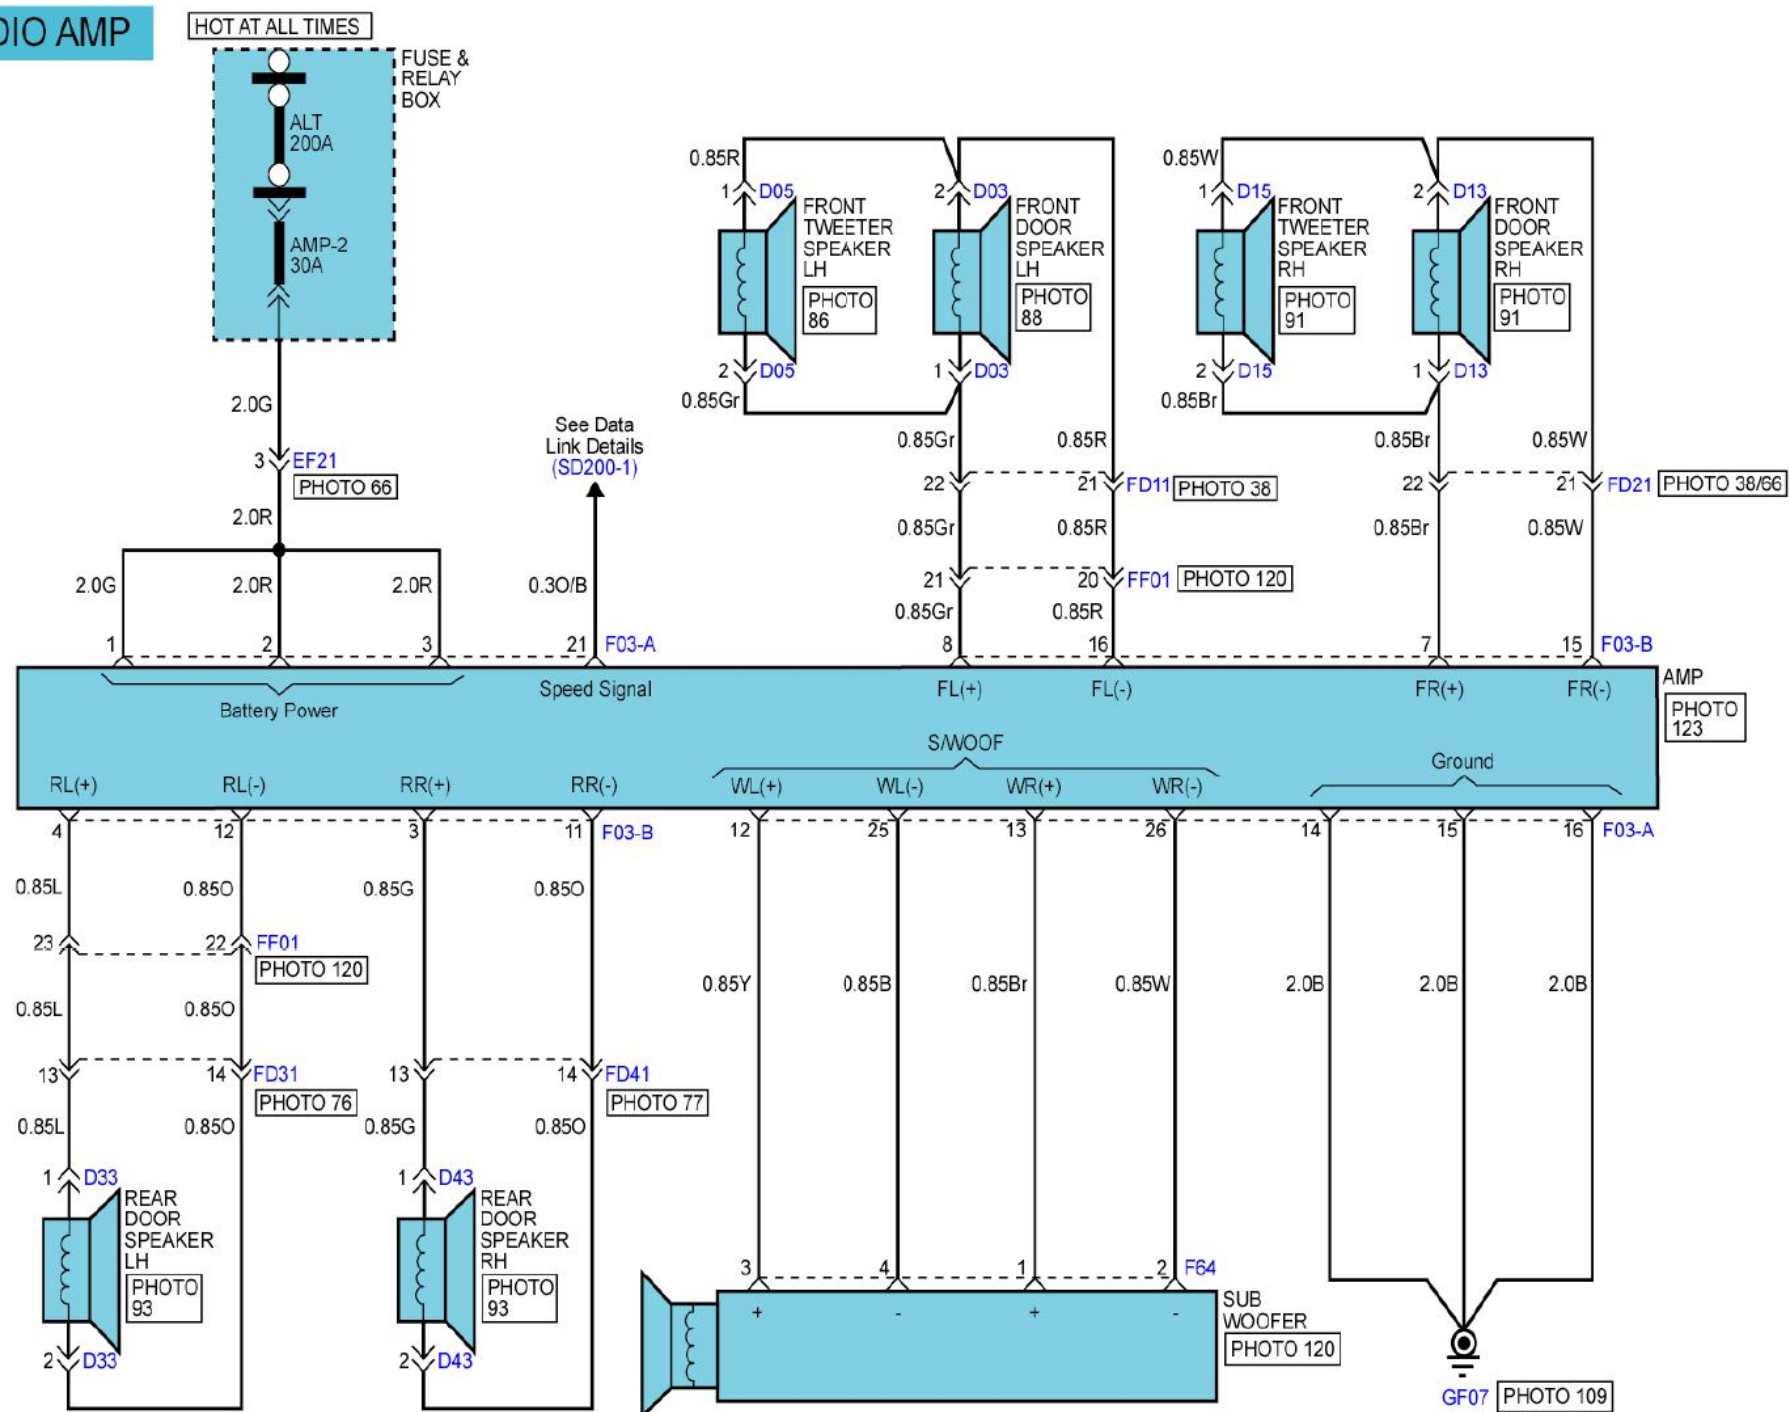 DIO AMP
HOT AT ALL TIMES
FUSE &
RELAY
BOX
ALT
200A
AMP-2
30A
2.0G
3 EF21
PHOTO 66
2.0R
2.0G
2.0R
2.0R
See Data
Link Details
(SD200-1)
0.3O/B
0.85R
1 D05
FRONT
TWEETER
SPEAKER
LH
PHOTO
86
2 D05
0.85Gr
2 D03
FRONT
DOOR
SPEAKER
LH
PHOTO
88
1 D03
0.85W
1 D15
FRONT
TWEETER
SPEAKER
RH
PHOTO
91
2 D15
0.85Br
2 D13
FRONT
DOOR
SPEAKER
RH
PHOTO
91
1 D13
0.85Gr 0.85R 0.85Br 0.85W
22 21 FD11 PHOTO 38
22 21 FD21 PHOTO 38/66
0.85Gr 0.85R 0.85Br 0.85W
21 20 FF01 PHOTO 120
0.85Gr 0.85R
1 2 3 21 F03-A 8 16 7 15 F03-B
Battery Power
Speed Signal
FL(+) FL(-) FR(+) FR(-)
AMP
PHOTO
123
S/WOOF
Ground
RL(+) RL(-) RR(+) RR(-) WL(+) WL(-) WR(+) WR(-)
4 12 3 11 F03-B 12 25 13 26 14 15 16 F03-A
0.85L 0.85O 0.85G 0.85O
23 22 FF01
PHOTO 120
0.85L 0.85O
0.85Y 0.85B 0.85Br 0.85W 2.0B 2.0B 2.0B
13 14 FD31
PHOTO 76
13 14 FD41
PHOTO 77
0.85L 0.85O 0.85G 0.85O
1 D33
REAR
DOOR
SPEAKER
LH
PHOTO
93
2 D33
1 D43
REAR
DOOR
SPEAKER
RH
PHOTO
93
2 D43
3 4 1 2 F64
+ - + -
SUB
WOOFER
PHOTO 120
GF07 PHOTO 109